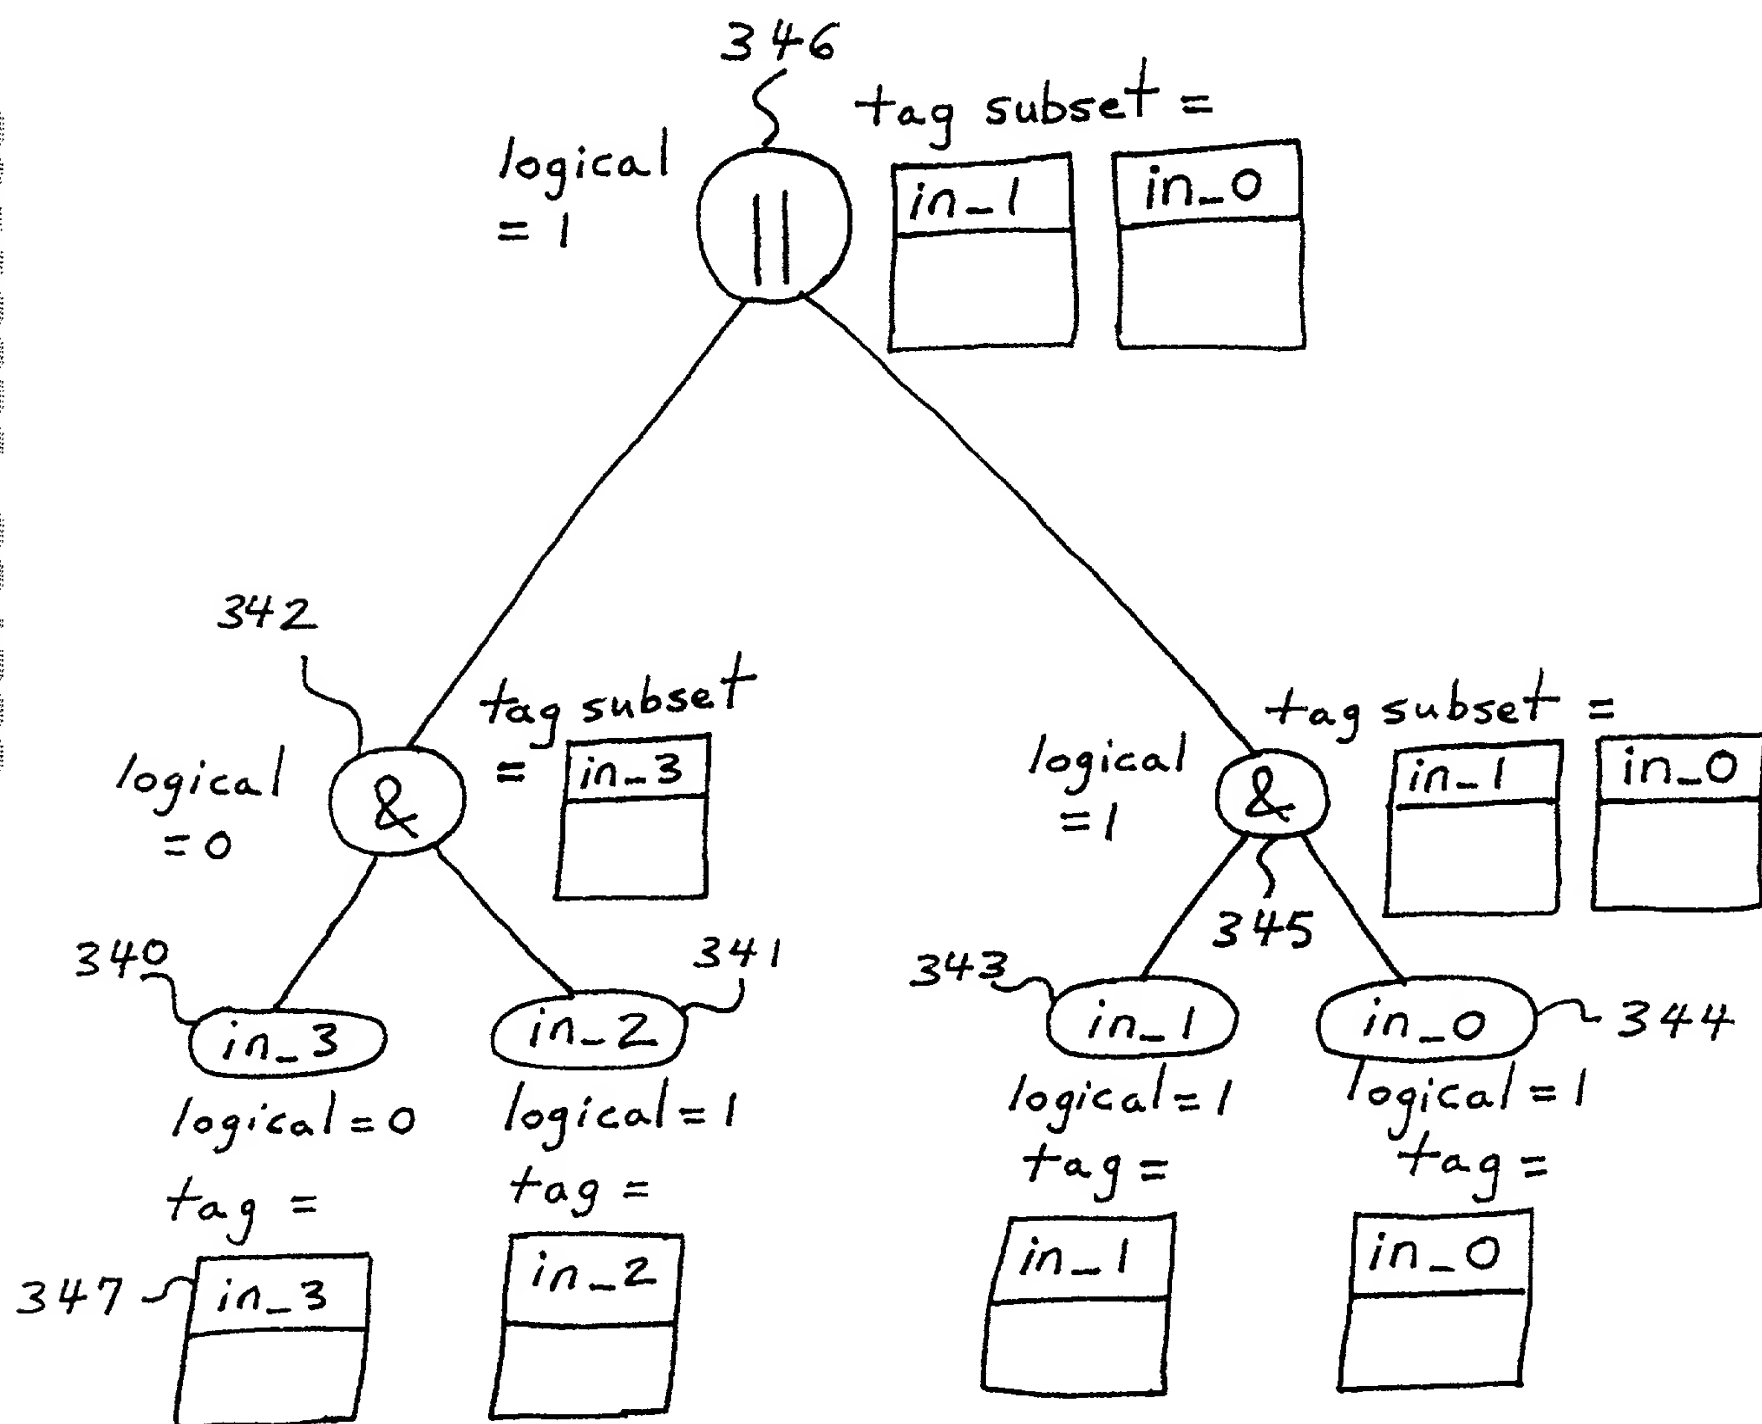 346
tag subset =
logical
= 1
||
in_1
in_0
342
tag subset
=
in_3
logical
= 0
&
tag subset =
logical
= 1
&
in_1
in_0
345
340
in_3
341
in_2
343
in_1
in_0
344
logical = 0
logical = 1
logical = 1
logical = 1
tag =
tag =
tag =
tag =
347
in_3
in_2
in_1
in_0